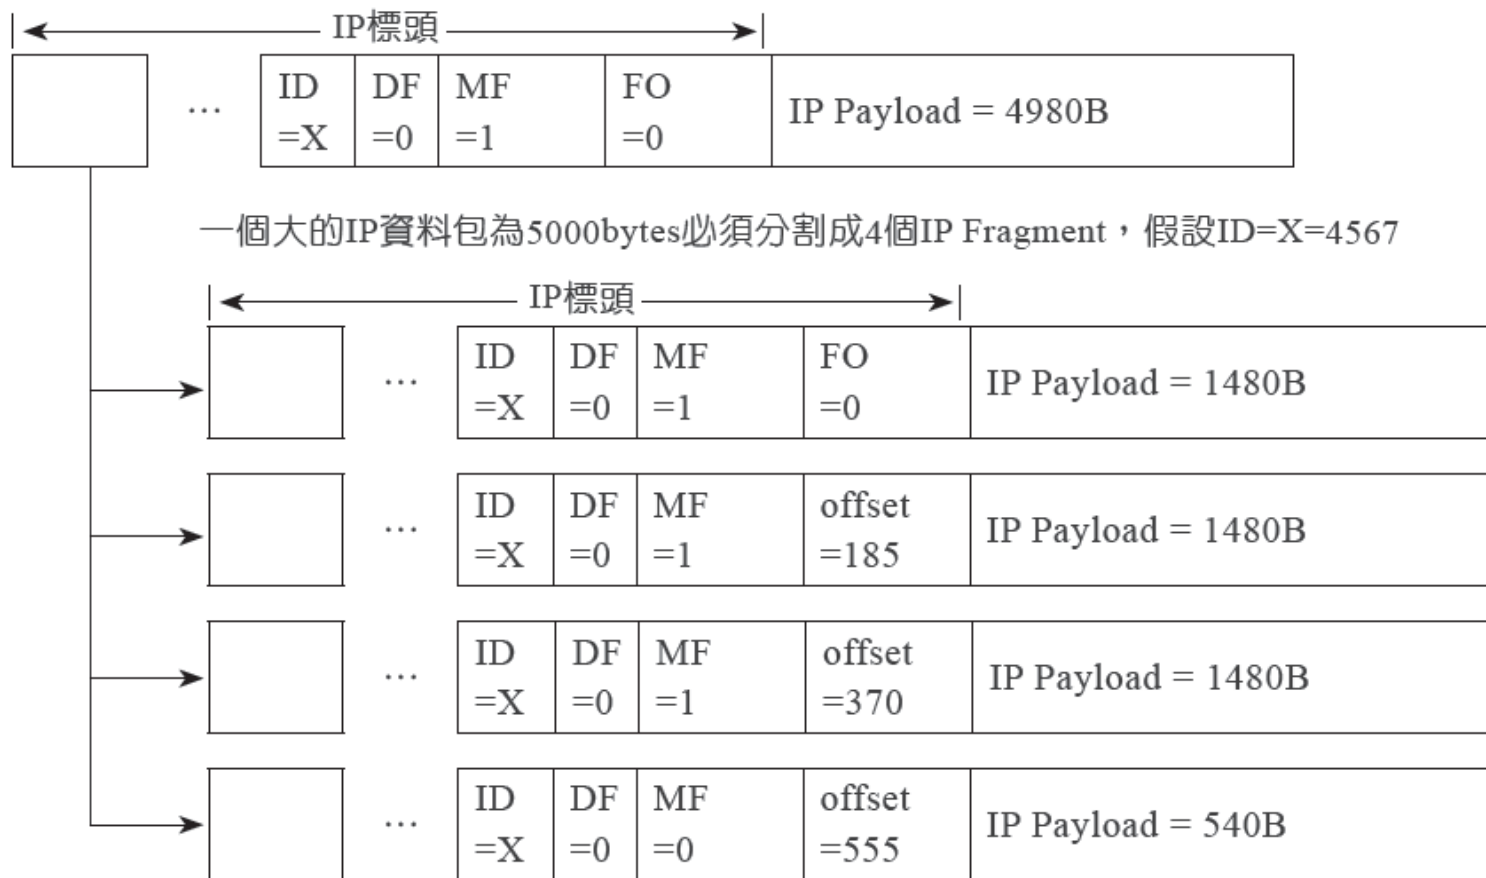 IP標頭
ID DF MF FO
… IP Payload = 4980B
=X =0 =1 =0
一個大的IP資料包為5000bytes必須分割成4個IP Fragment，假設ID=X=4567
IP標頭
ID DF MF FO
… IP Payload = 1480B
=X =0 =1 =0
ID DF MF offset
… IP Payload = 1480B
=X =0 =1 =185
ID DF MF offset
… IP Payload = 1480B
=X =0 =1 =370
ID DF MF offset
… IP Payload = 540B
=X =0 =0 =555